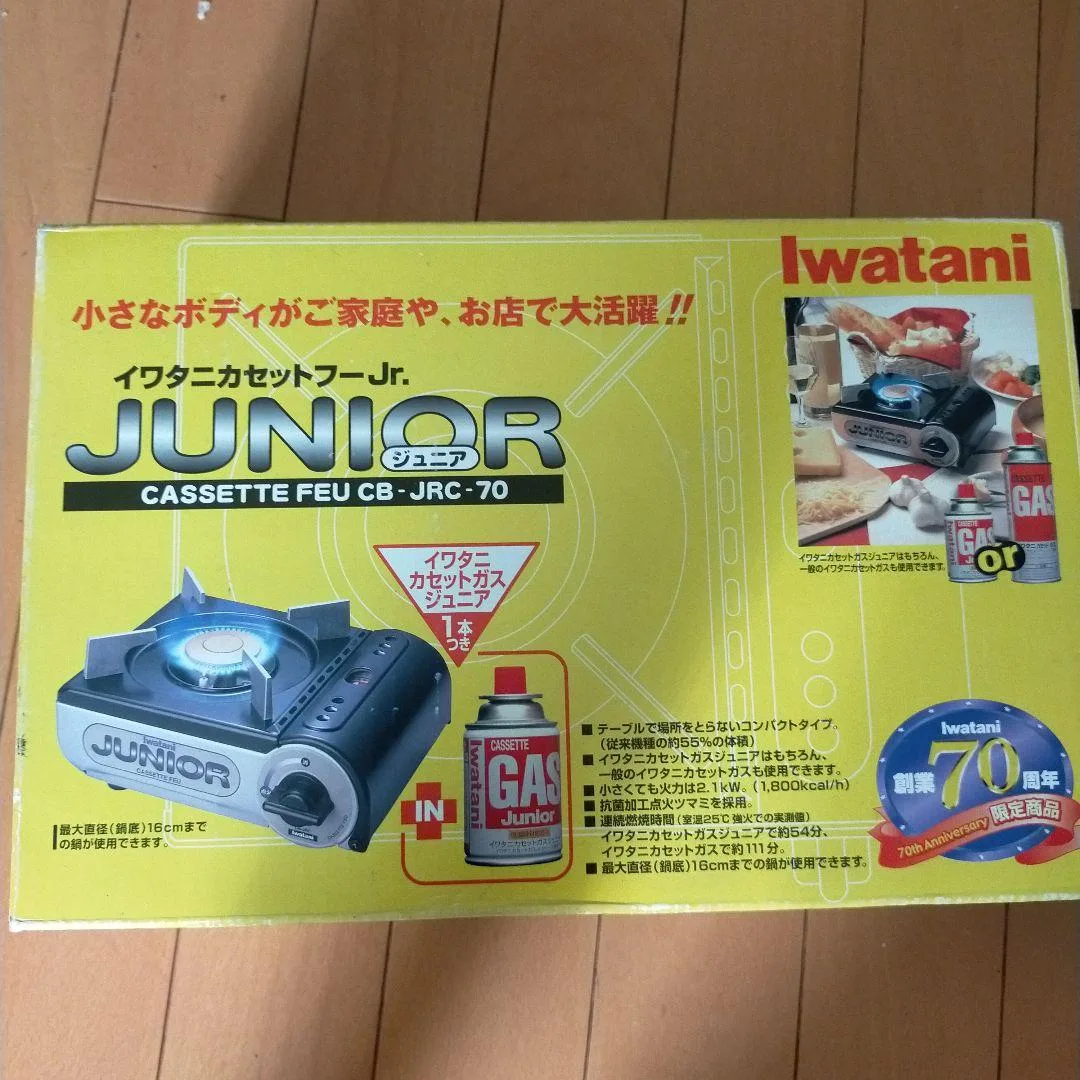 Iwatani
小さなボディがご家庭や、お店で大活躍!!
イワタニカセットフーJr.
JUNIOR
ジュニア
CASSETTE FEU CB-JRC-70
JUNIOR
CASSETTE
GAS
Iwatani
CASSETTE
GAS
or
イワタニカセットガスジュニアはもちろん、
一般のイワタニカセットガスも使用できます。
イワタニ
カセットガス
ジュニア
1本
つき
Iwatani
JUNIOR
CASSETTE FEU
Iwatani
IN
CASSETTE
Iwatani
GAS
Junior
最大直径(鍋底)16cmまで
の鍋が使用できます。
■ テーブルで場所をとらないコンパクトタイプ。
(従来機種の約55%の体積)
■ イワタニカセットガスジュニアはもちろん、
一般のイワタニカセットガスも使用できます。
■ 小さくても火力は2.1kW。(1,800kcal/h)
■ 抗菌加工点火ツマミを採用。
■ 連続燃焼時間(室温25℃強火での実測値)
イワタニカセットガスジュニアで約54分、
イワタニカセットガスで約111分。
■ 最大直径(鍋底)16cmまでの鍋が使用できます。
Iwatani
創業70周年
70th Anniversary 限定商品